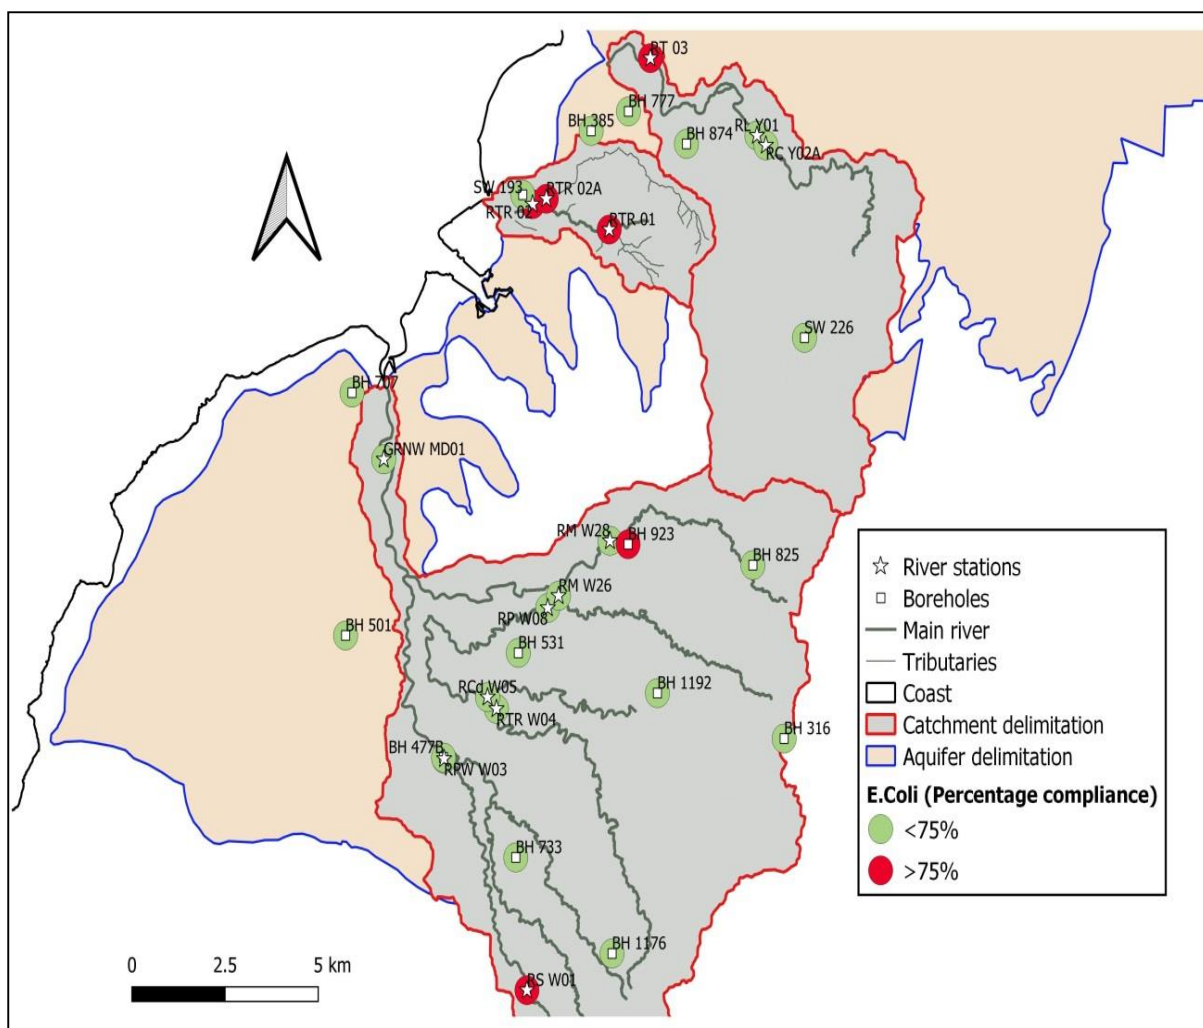 RT 03
BH 777
BH 385
BH 874
RL Y01
RC Y02A
SW 193
RTR 02A
RTR 02
RTR 01
SW 226
BH 707
GRNW MD01
RM W28
BH 923
BH 825
RM W26
RP W08
BH 501
BH 531
RCd W05
BH 1192
RTR W04
BH 316
BH 477B
RPW W03
BH 733
BH 1176
RS W01
River stations
Boreholes
Main river
Tributaries
Coast
Catchment delimitation
Aquifer delimitation
E.Coli (Percentage compliance)
<75%
>75%
0 2.5 5 km